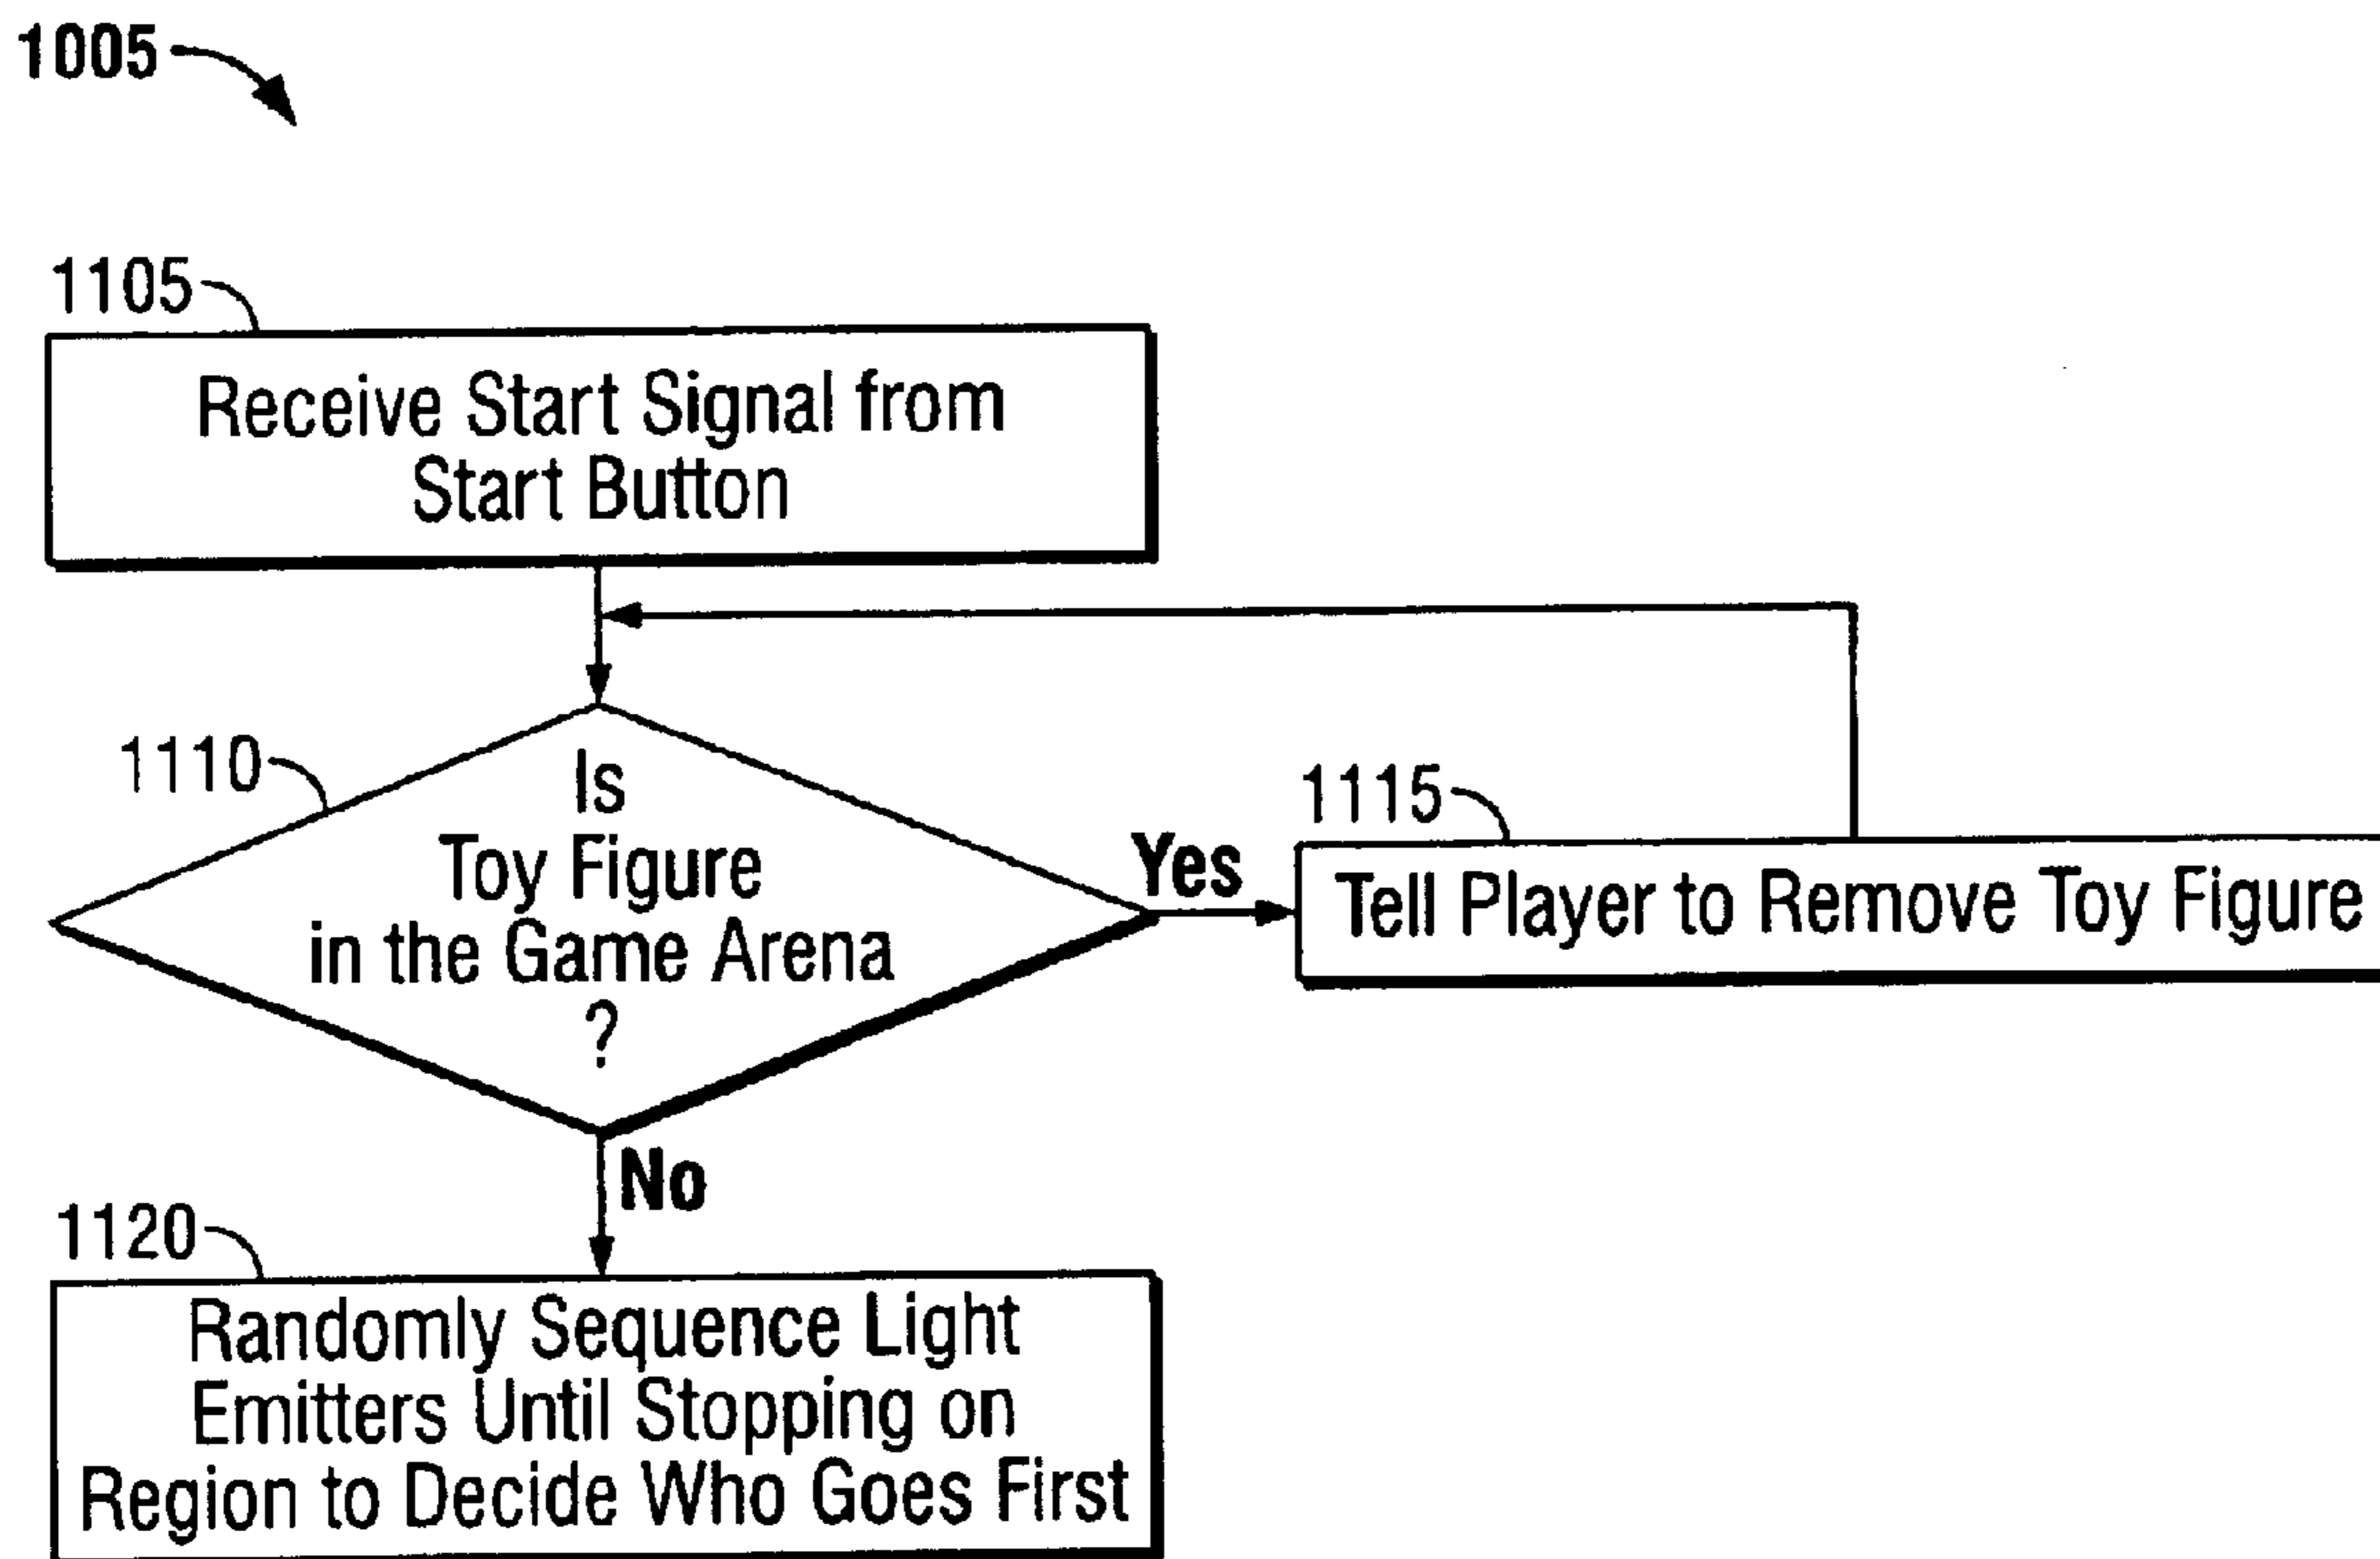 1005
1105
Receive Start Signal from
Start Button
1110
Is
Toy Figure
in the Game Arena
?
Yes
1115
Tell Player to Remove Toy Figure
No
1120
Randomly Sequence Light
Emitters Until Stopping on
Region to Decide Who Goes First